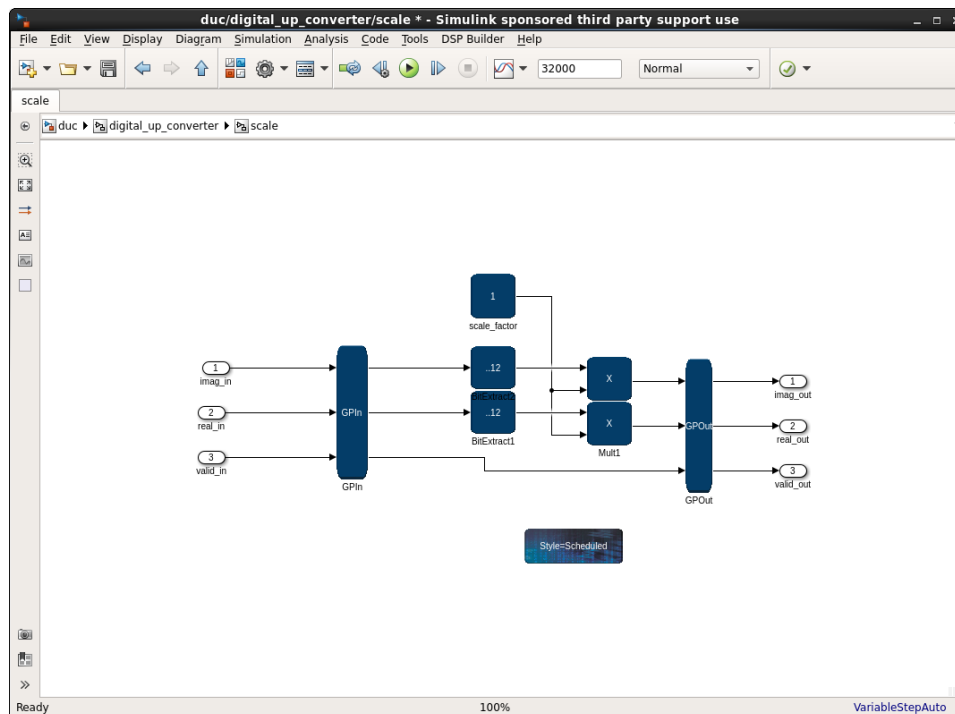 duc/digital_up_converter/scale * - Simulink sponsored third party support use
File Edit View Display Diagram Simulation Analysis Code Tools DSP Builder Help
32000 Normal
scale
duc digital_up_converter scale
1
scale_factor
1
imag_in
..12
BitExtract2
X
1
imag_out
2
real_in
GPIn
..12
BitExtract1
X
Mult1
GPOut
2
real_out
3
valid_in
GPIn
GPOut
3
valid_out
Style=Scheduled
Ready 100% VariableStepAuto